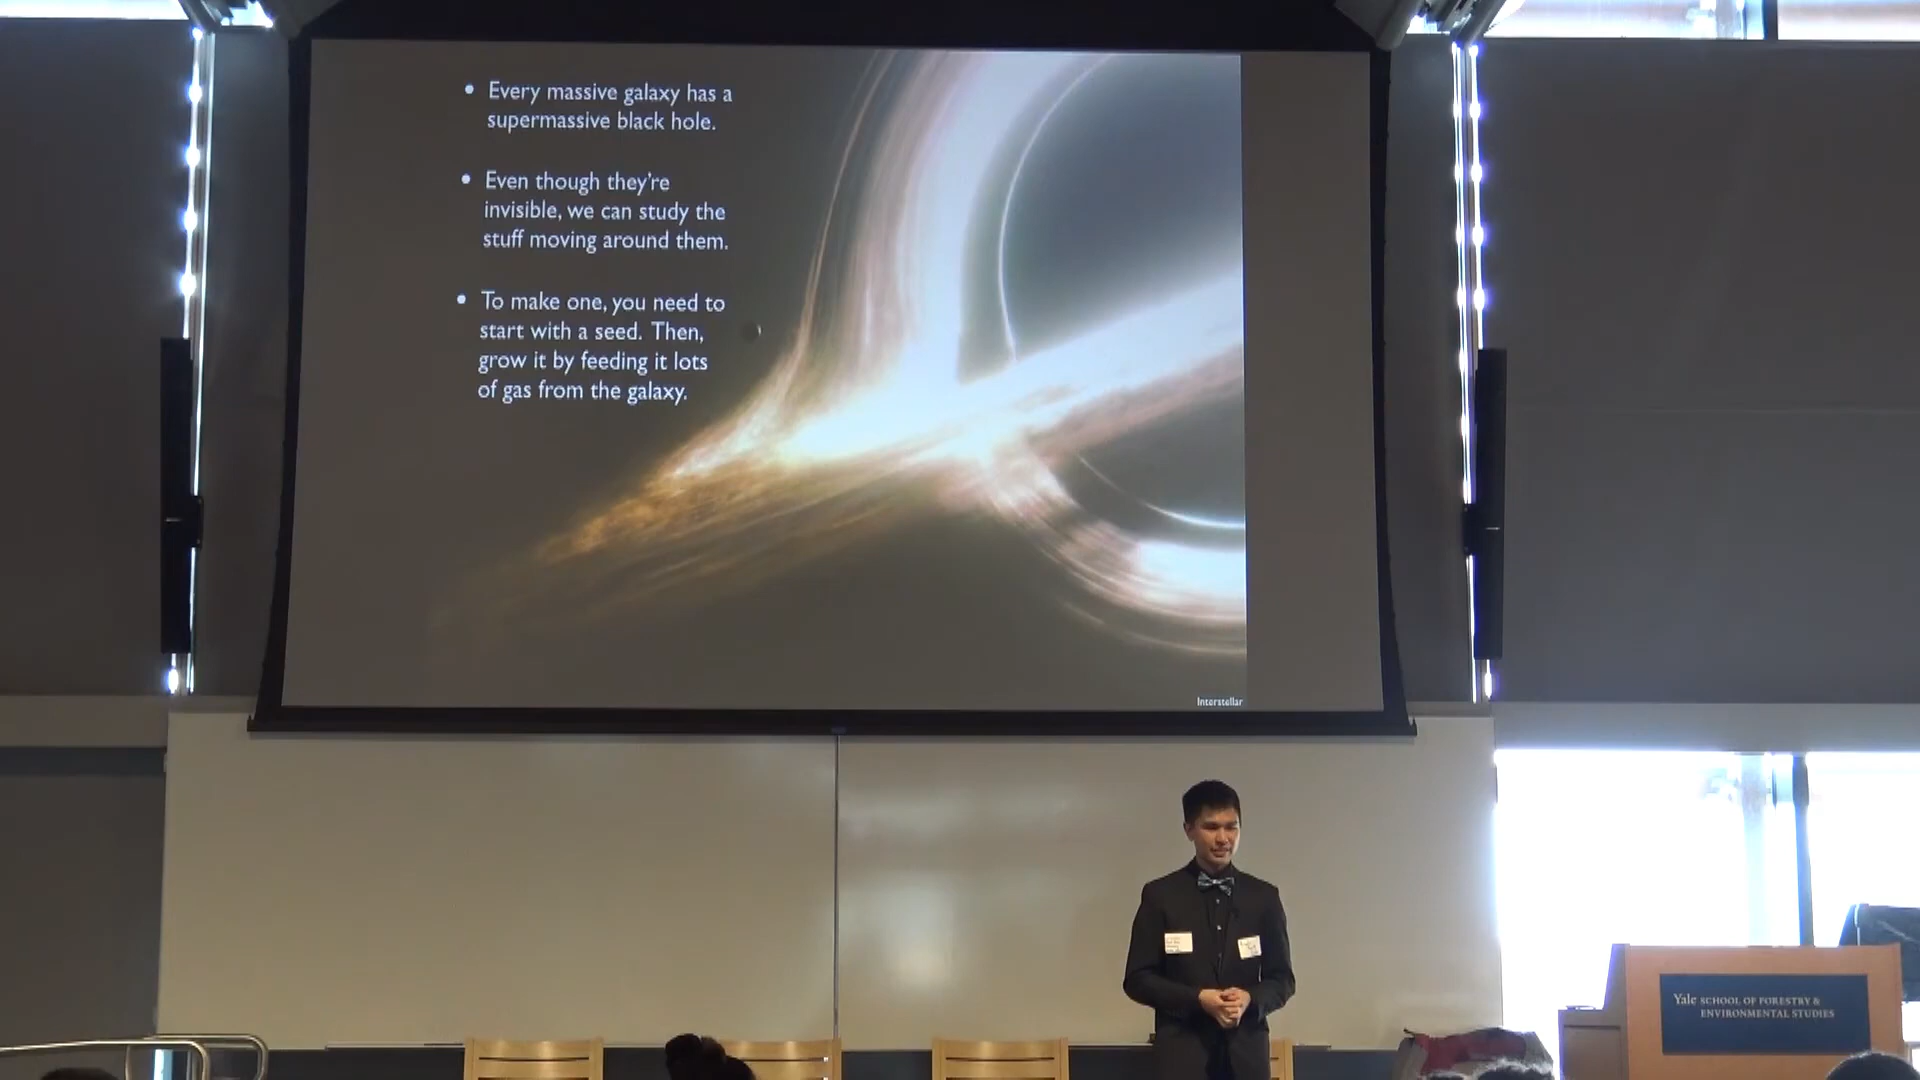 • Every massive galaxy has a
supermassive black hole.
• Even though they're
invisible, we can study the
stuff moving around them.
• To make one, you need to
start with a seed. Then,
grow it by feeding it lots
of gas from the galaxy.
Interstellar
Yale SCHOOL OF FORESTRY &
ENVIRONMENTAL STUDIES